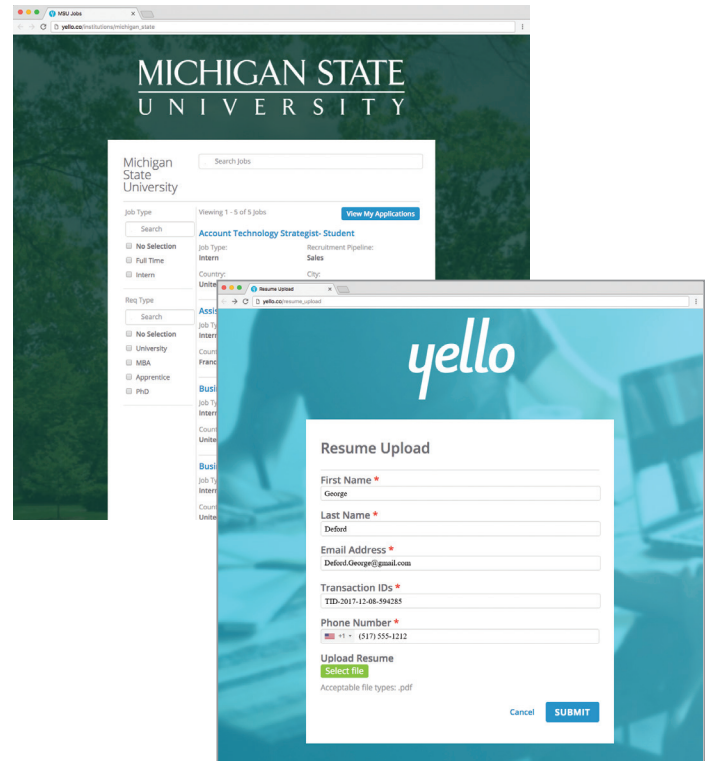 MSU Jobs
yello.co/institutions/michigan_state
MICHIGAN STATE
UNIVERSITY
Michigan
State
University
Search Jobs
Job Type
Search
No Selection
Full Time
Intern
Req Type
Search
No Selection
University
MBA
Apprentice
PhD
Viewing 1 - 5 of 5 Jobs
View My Applications
Account Technology Strategist- Student
Job Type:
Recruitment Pipeline:
Intern
Sales
Country:
City:
Resume Upload
yello.co/resume_upload
yello
Resume Upload
First Name *
George
Last Name *
Deford
Email Address *
Deford.George@gmail.com
Transaction IDs *
TID-2017-12-08-594285
Phone Number *
+1 (517) 555-1212
Upload Resume
Select file
Acceptable file types: .pdf
Cancel
SUBMIT